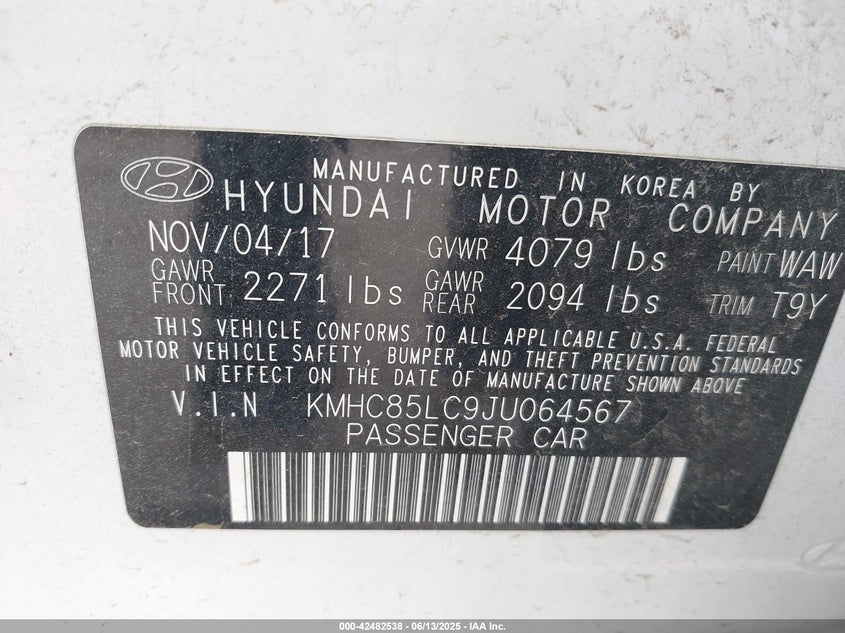 MANUFACTURED IN KOREA BY
HYUNDAI MOTOR COMPANY
NOV/04/17 GVWR 4079 lbs PAINT WAW
GAWR FRONT 2271 lbs GAWR REAR 2094 lbs TRIM T9Y
THIS VEHICLE CONFORMS TO ALL APPLICABLE U.S.A. FEDERAL
MOTOR VEHICLE SAFETY, BUMPER, AND THEFT PREVENTION STANDARDS
IN EFFECT ON THE DATE OF MANUFACTURE SHOWN ABOVE
V.I.N KMHC85LC9JU064567
PASSENGER CAR
000-42482538 - 06/13/2025 - IAA Inc.